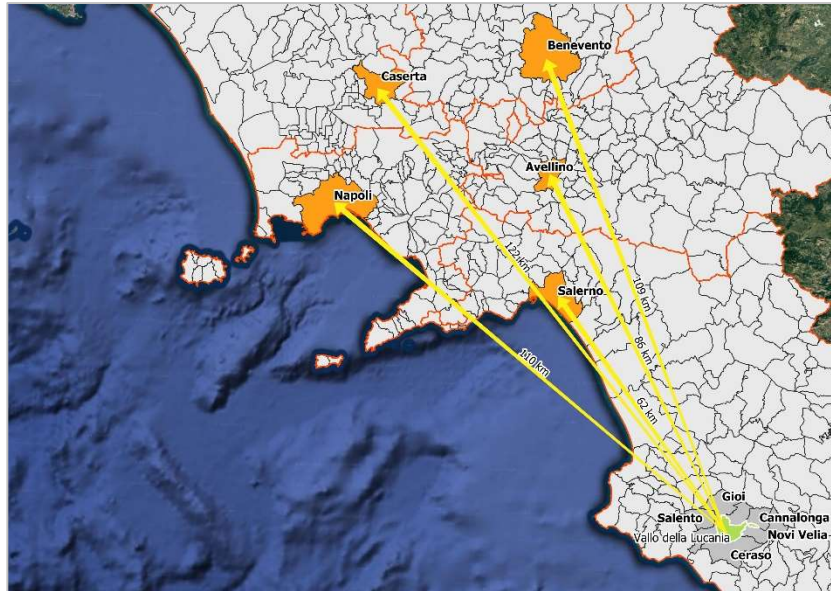 Benevento
Caserta
Avellino
Napoli
122 km
109 km
Salerno
86 km
110 km
62 km
Gioi
Salento
Cannalonga
Vallo della Lucania
Novi Velia
Ceraso